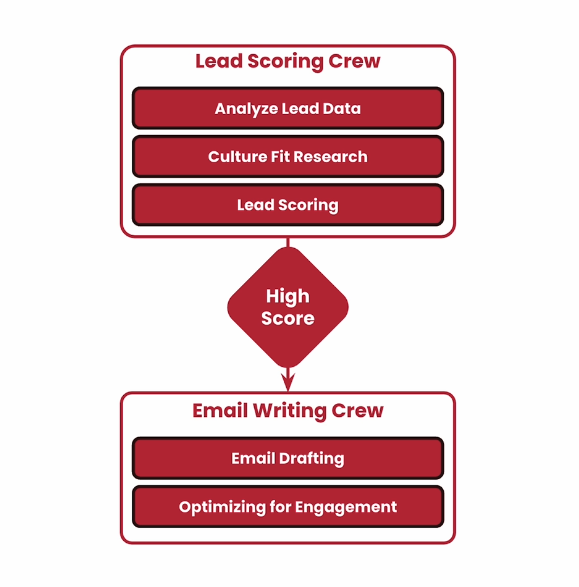 Lead Scoring Crew
Analyze Lead Data
Culture Fit Research
Lead Scoring
High
Score
Email Writing Crew
Email Drafting
Optimizing for Engagement